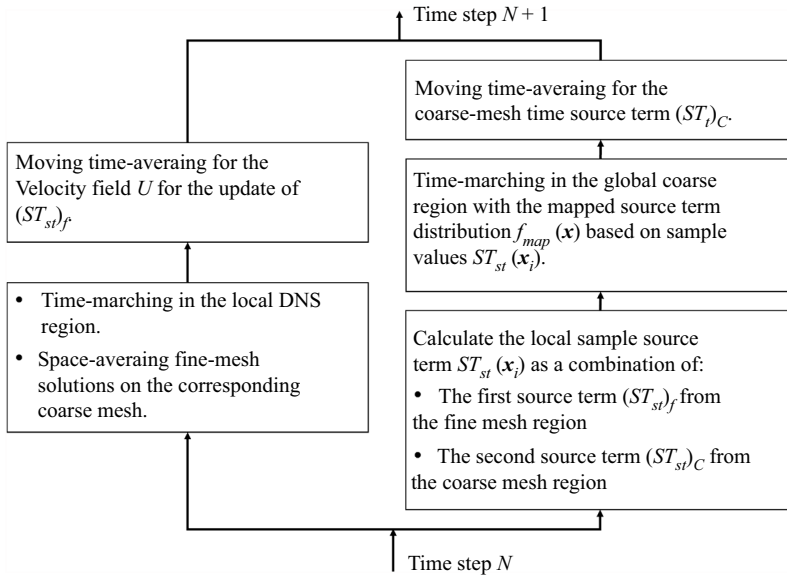 Time step N + 1
Moving time-averaing for the
Velocity field U for the update of
(ST_st)_f.
• Time-marching in the local DNS
region.
• Space-averaing fine-mesh
solutions on the corresponding
coarse mesh.
Moving time-averaing for the
coarse-mesh time source term (ST_t)_C.
Time-marching in the global coarse
region with the mapped source term
distribution f_map (x) based on sample
values ST_st (x_i).
Calculate the local sample source
term ST_st (x_i) as a combination of:
• The first source term (ST_st)_f from
the fine mesh region
• The second source term (ST_st)_C from
the coarse mesh region
Time step N